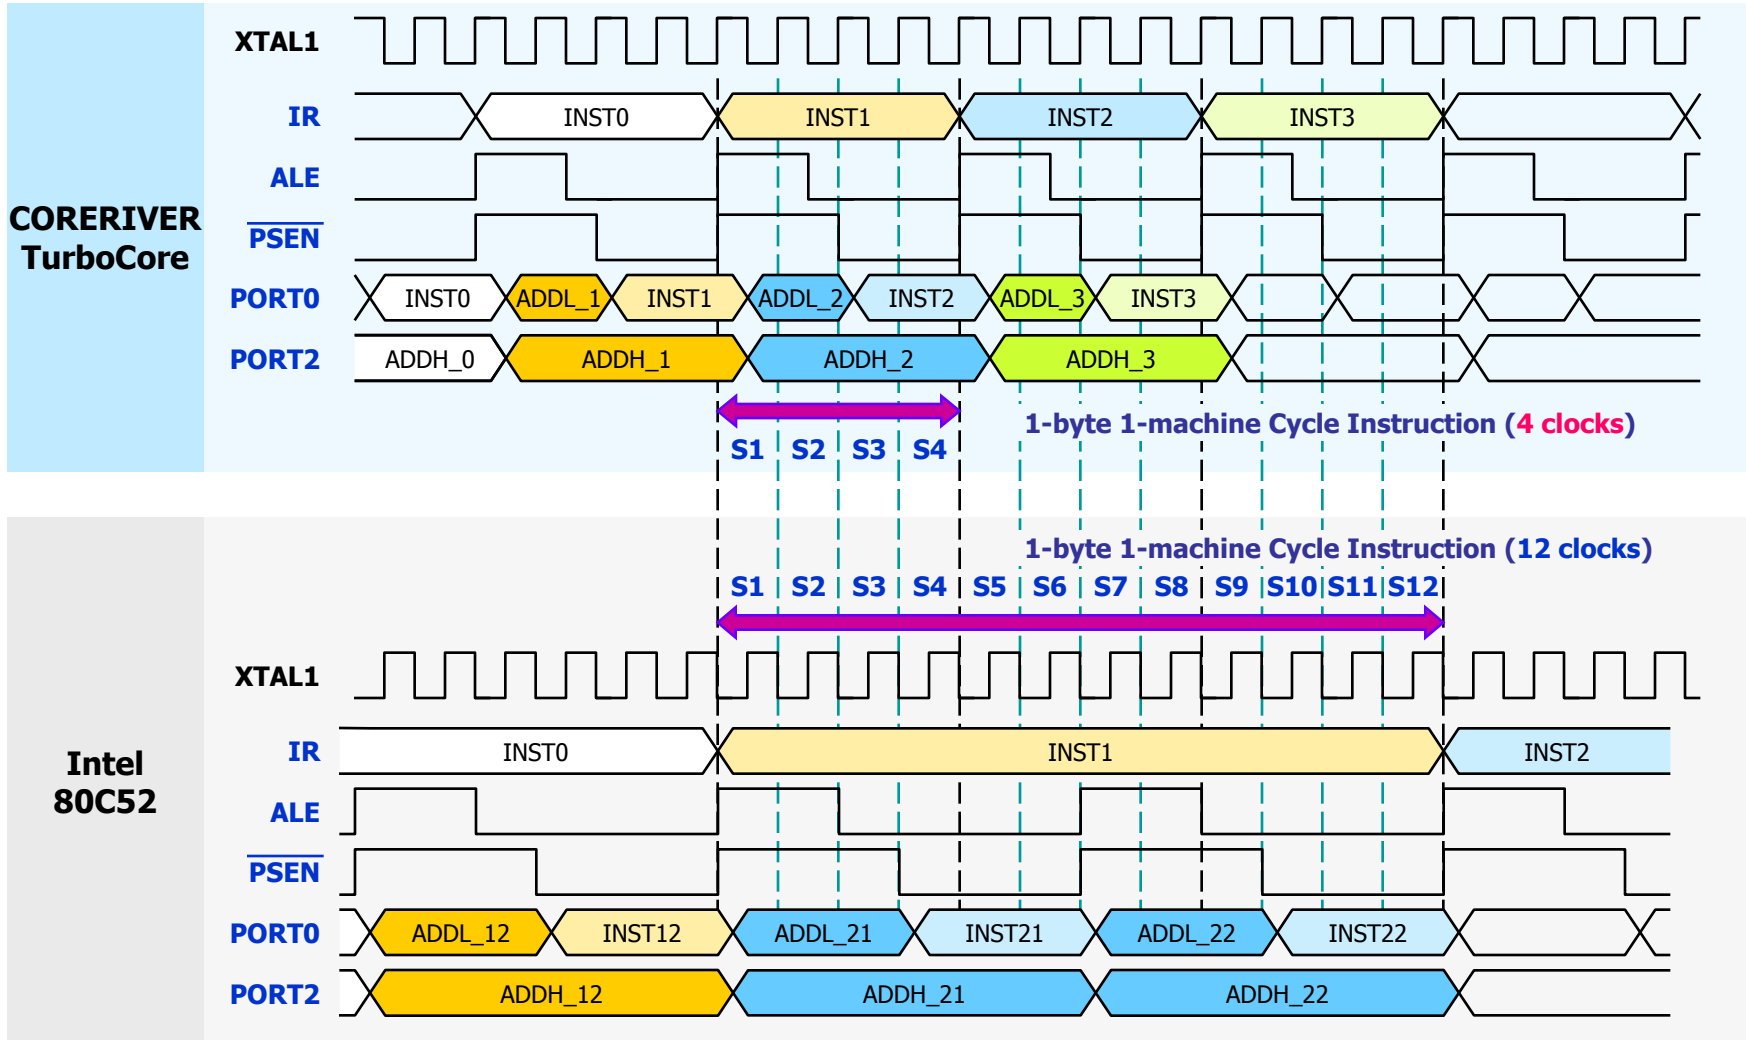 CORERIVER
TurboCore
XTAL1
IR INST0 INST1 INST2 INST3
ALE
PSEN
PORT0 INST0 ADDL_1 INST1 ADDL_2 INST2 ADDL_3 INST3
PORT2 ADDH_0 ADDH_1 ADDH_2 ADDH_3
1-byte 1-machine Cycle Instruction (4 clocks)
S1 S2 S3 S4
Intel
80C52
1-byte 1-machine Cycle Instruction (12 clocks)
S1 S2 S3 S4 S5 S6 S7 S8 S9 S10 S11 S12
XTAL1
IR INST0 INST1 INST2
ALE
PSEN
PORT0 ADDL_12 INST12 ADDL_21 INST21 ADDL_22 INST22
PORT2 ADDH_12 ADDH_21 ADDH_22